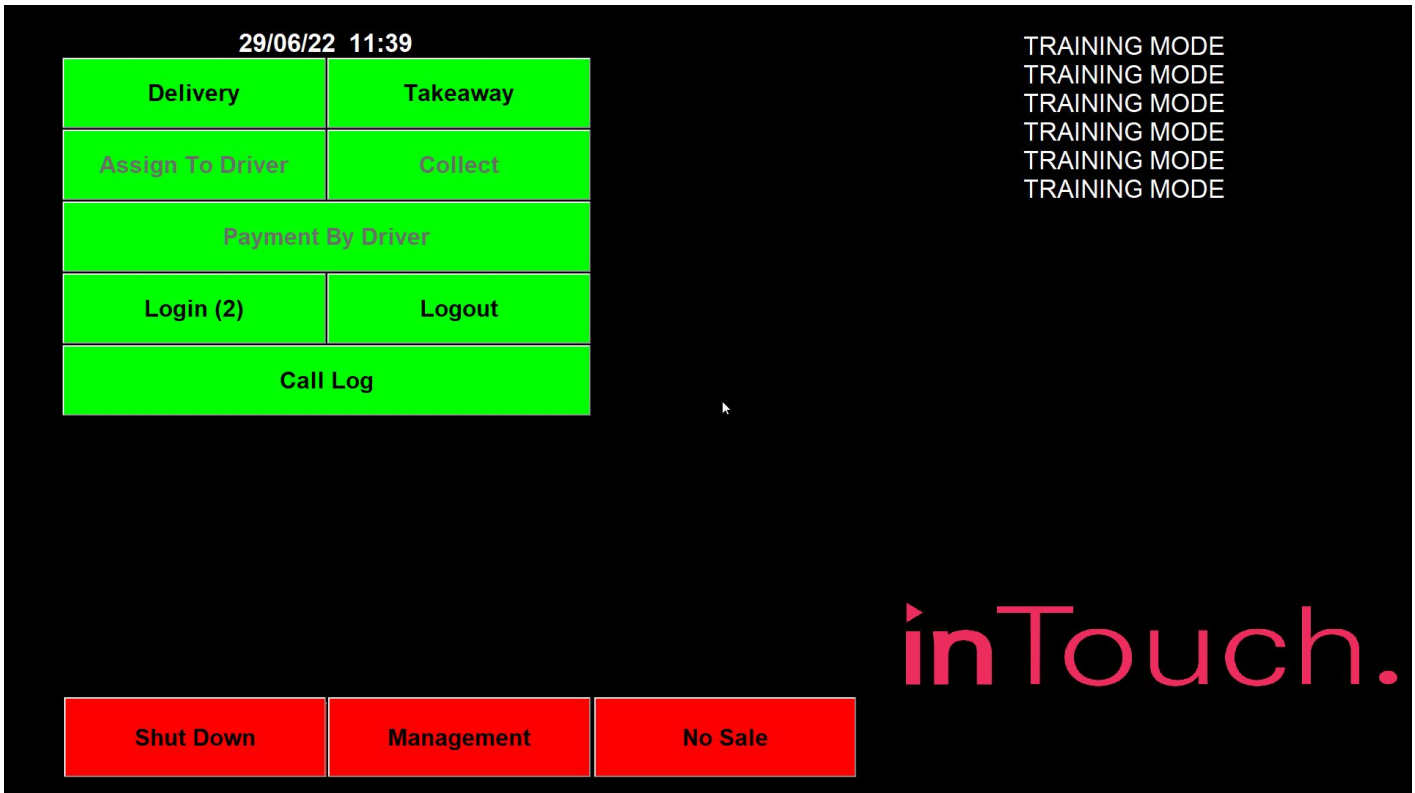 29/06/22 11:39
Delivery
Takeaway
Assign To Driver
Collect
Payment By Driver
Login (2)
Logout
Call Log
TRAINING MODE
TRAINING MODE
TRAINING MODE
TRAINING MODE
TRAINING MODE
TRAINING MODE
inTouch.
Shut Down
Management
No Sale